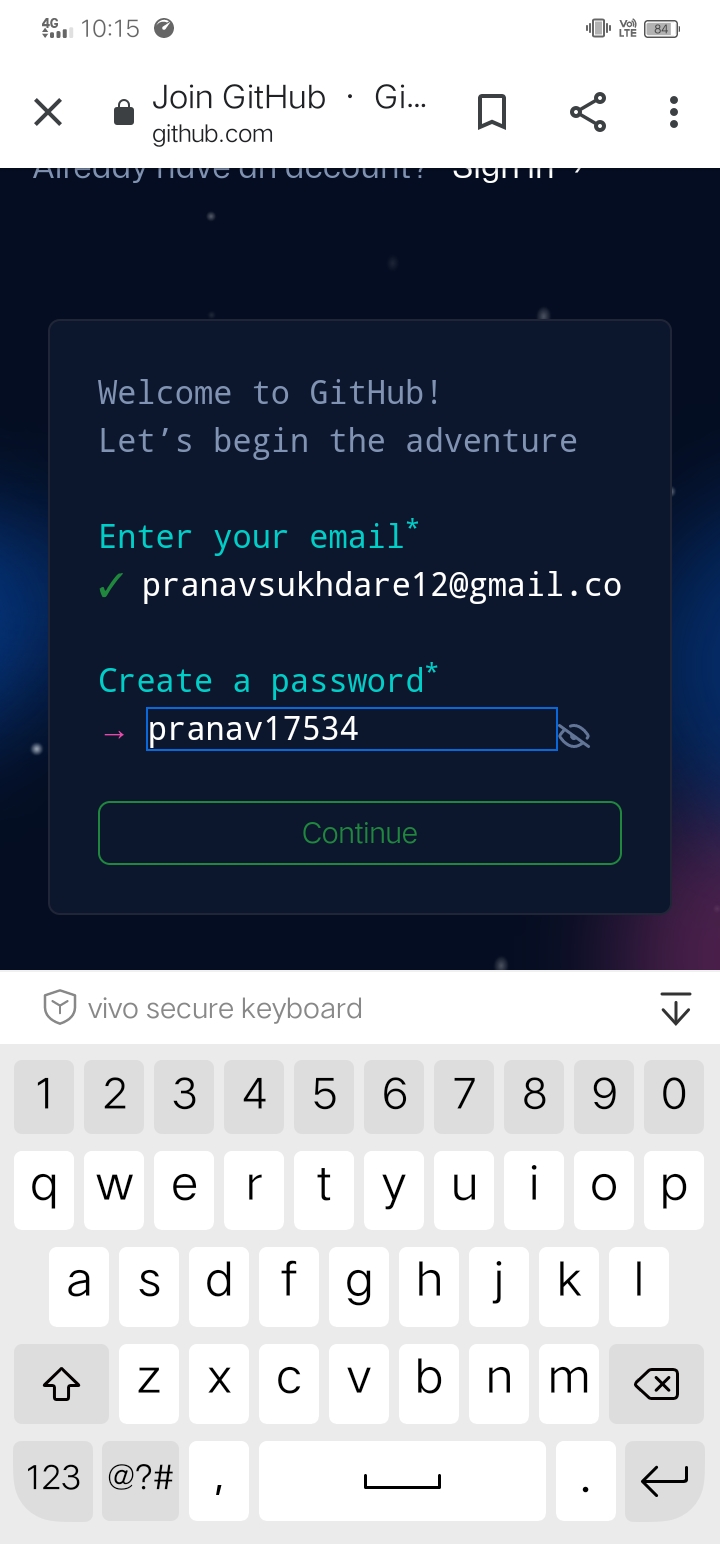 4G 10:15 VoD LTE 84
Join GitHub · Gi...
github.com
Already have an account? Sign in ›
Welcome to GitHub!
Let’s begin the adventure
Enter your email*
✓ pranavsukhdare12@gmail.co
Create a password*
→ pranav17534
Continue
vivo secure keyboard
1 2 3 4 5 6 7 8 9 0
q w e r t y u i o p
a s d f g h j k l
z x c v b n m
123 @?# , .